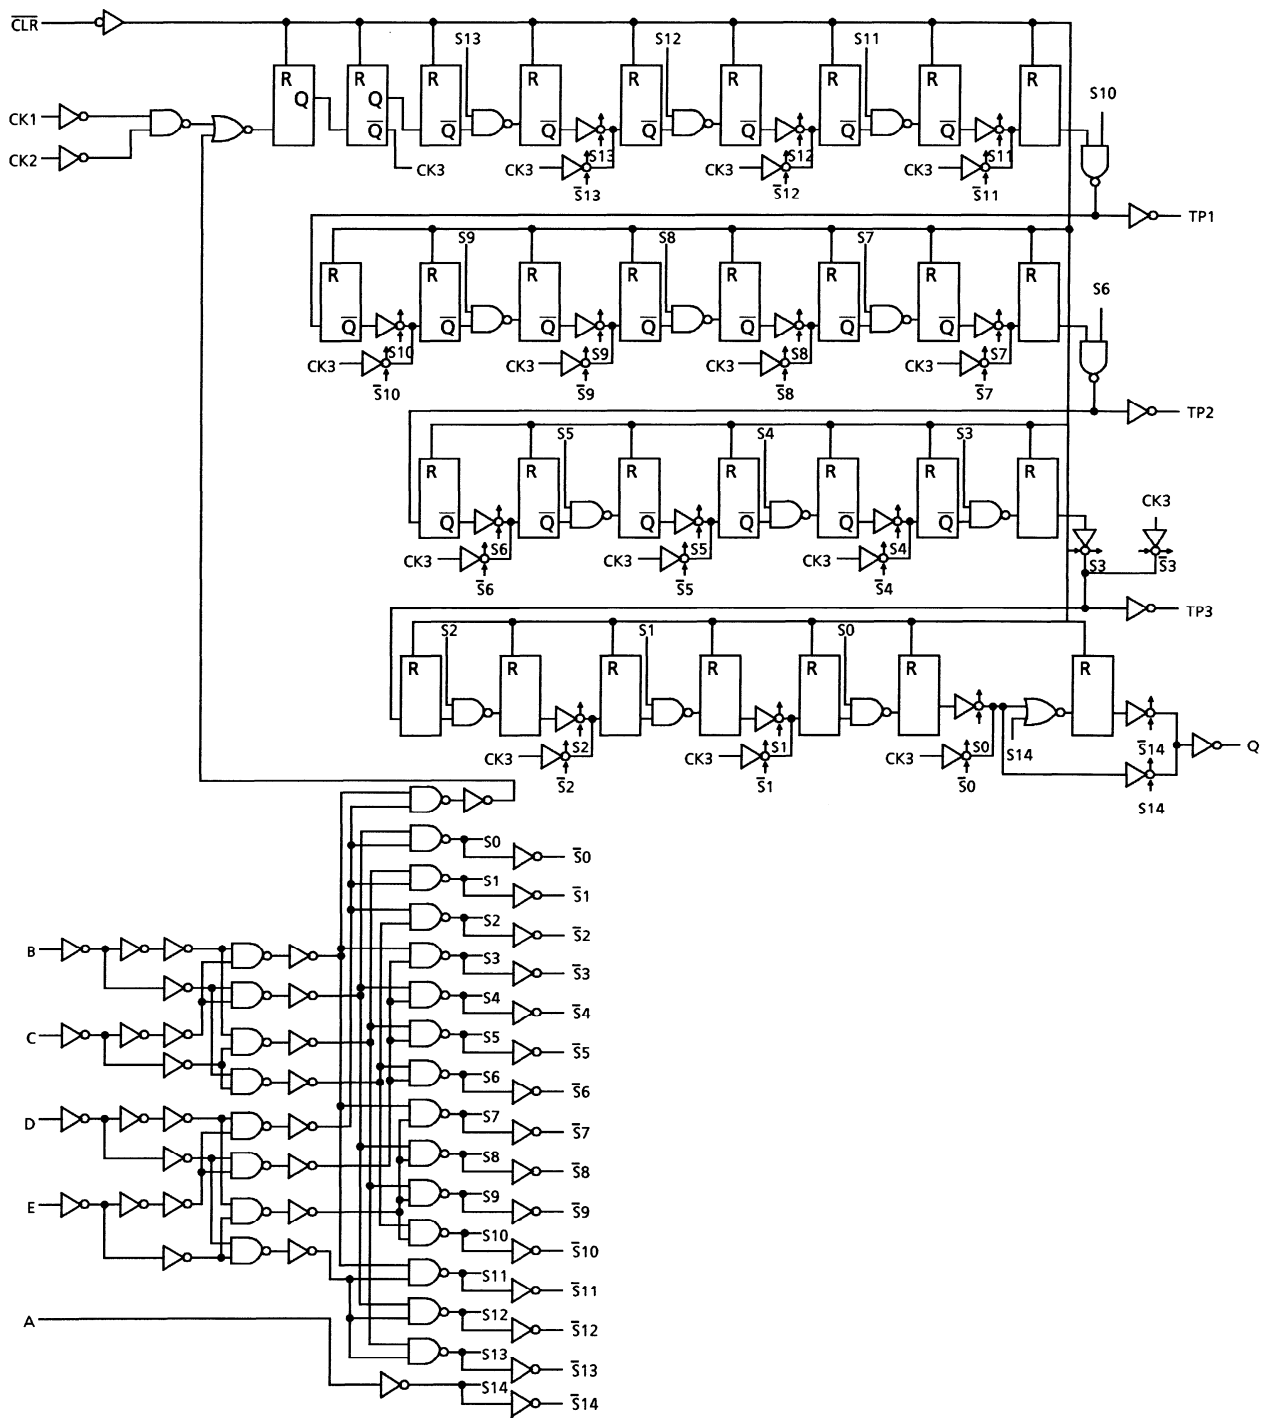 C̅L̅R̅
R R R S13 R R S12 R R S11 R R
Q Q
S10
CK1
Q̅ Q̅ Q̅ Q̅ Q̅ Q̅ Q̅
CK2
S13 S12 S11
CK3 CK3 CK3 CK3
S̅13 S̅12 S̅11
TP1
S9 S8 S7
R R R R R R R R
S6
Q̅ Q̅ Q̅ Q̅ Q̅ Q̅ Q̅
S10 S9 S8 S7
CK3 CK3 CK3 CK3
S̅10 S̅9 S̅8 S̅7
TP2
S5 S4 S3
R R R R R R R
CK3
Q̅ Q̅ Q̅ Q̅ Q̅ Q̅
S6 S5 S4
CK3 CK3 CK3
S3 S̅3
S̅6 S̅5 S̅4
TP3
S2 S1 S0
R R R R R R R
S2 S1 S0 S14 S̅14 Q
CK3 CK3 CK3
S̅2 S̅1 S̅0
S14
S0
S̅0
S1
S̅1
S2
S̅2
B
S3
S̅3
S4
S̅4
C
S5
S̅5
S6
S̅6
S7
D
S̅7
S8
S̅8
S9
E
S̅9
S10
S̅10
S11
S̅11
S12
A
S̅12
S13
S̅13
S14
S̅14